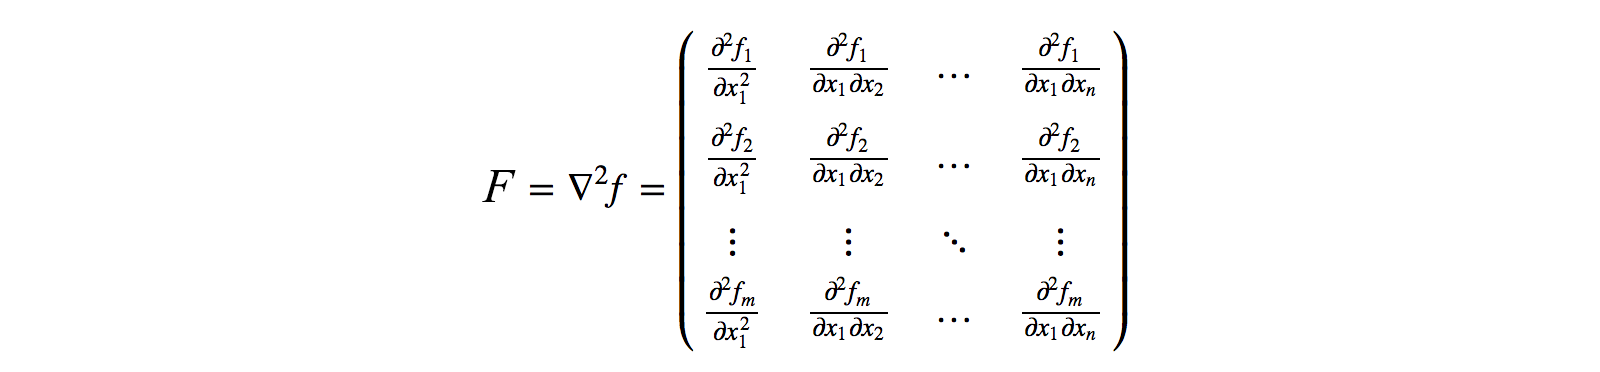 F = ∇²f = ( ∂²f₁/∂x₁² ∂²f₁/∂x₁∂x₂ ⋯ ∂²f₁/∂x₁∂xₙ
∂²f₂/∂x₁² ∂²f₂/∂x₁∂x₂ ⋯ ∂²f₂/∂x₁∂xₙ
⋮ ⋮ ⋱ ⋮
∂²fₘ/∂x₁² ∂²fₘ/∂x₁∂x₂ ⋯ ∂²fₘ/∂x₁∂xₙ )